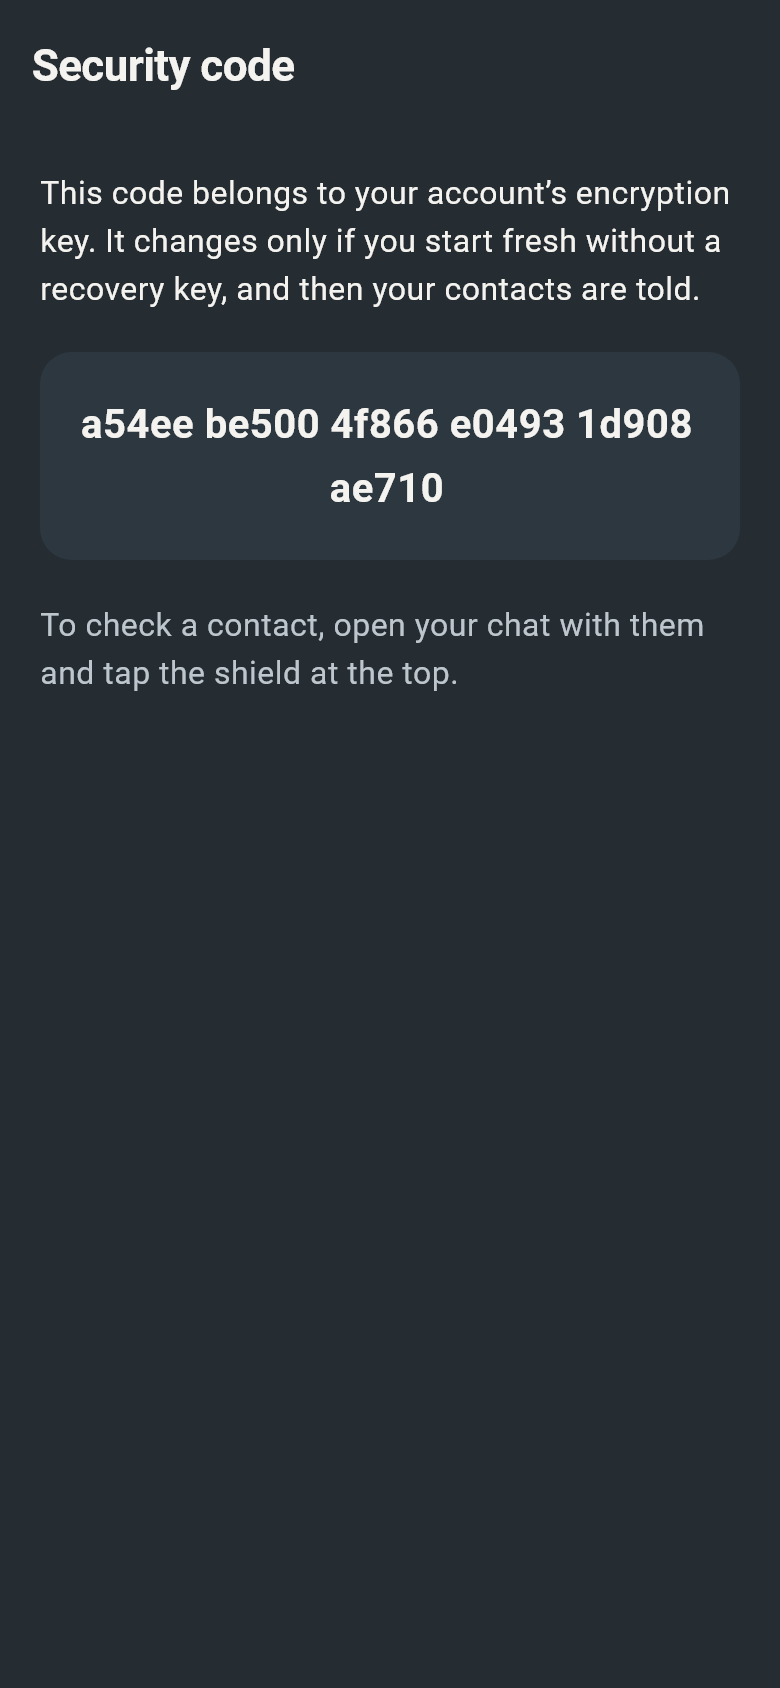 Security code
This code belongs to your account’s encryption
key. It changes only if you start fresh without a
recovery key, and then your contacts are told.
a54ee be500 4f866 e0493 1d908
ae710
To check a contact, open your chat with them
and tap the shield at the top.